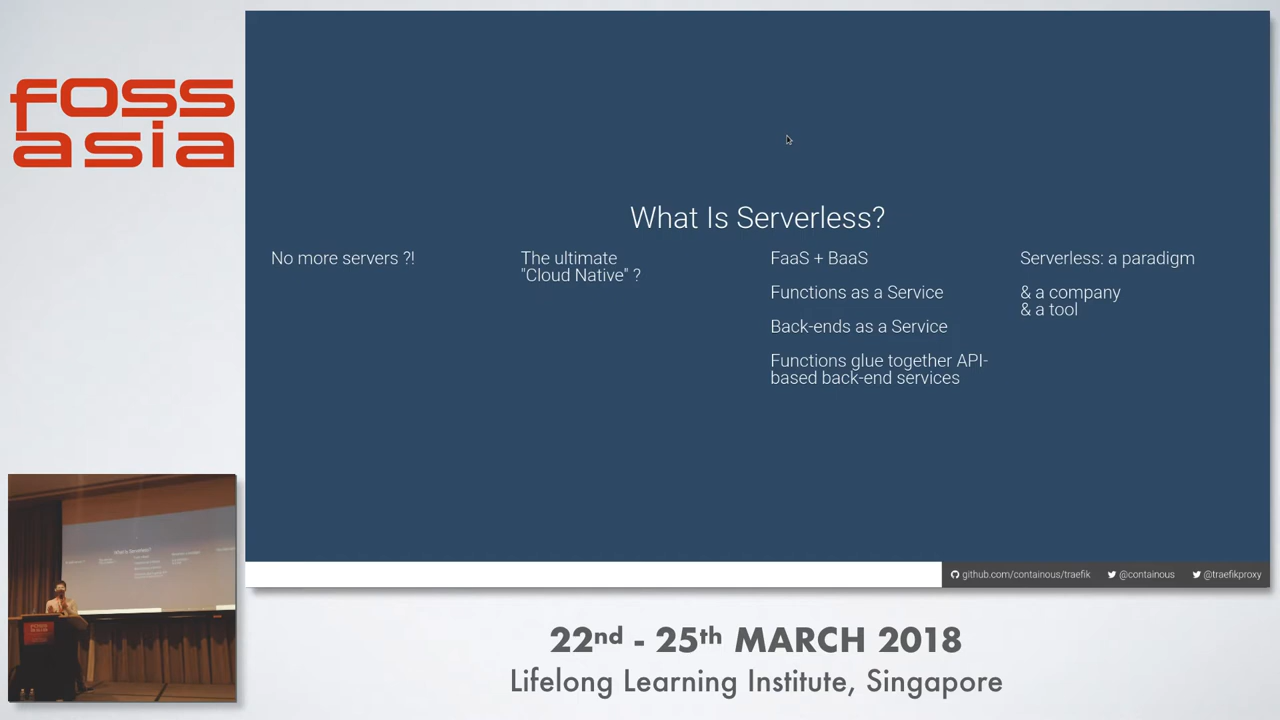 foss
asia
What Is Serverless?
No more servers ?!
The ultimate
"Cloud Native" ?
FaaS + BaaS
Functions as a Service
Back-ends as a Service
Functions glue together API-
based back-end services
Serverless: a paradigm
& a company
& a tool
github.com/containous/traefik @containous @traefikproxy
22nd - 25th MARCH 2018
Lifelong Learning Institute, Singapore